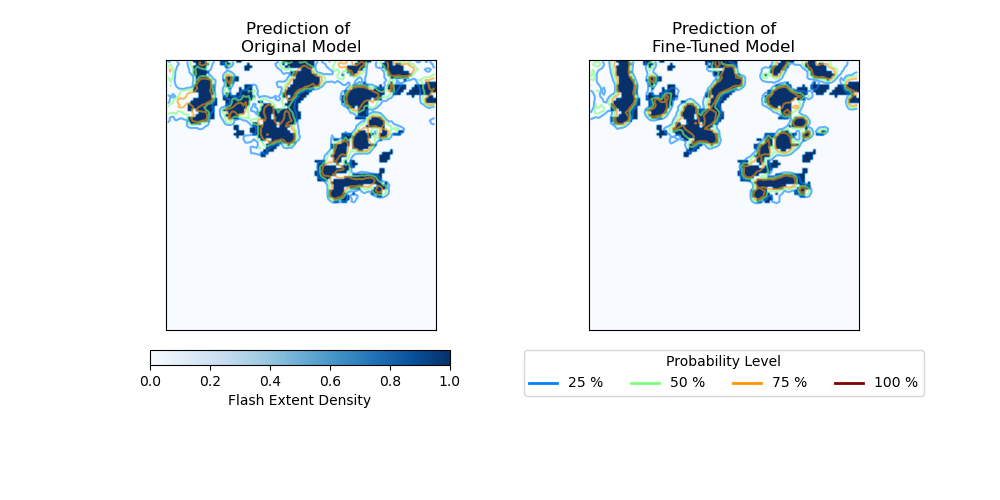 Prediction of
Original Model
Prediction of
Fine-Tuned Model
0.0 0.2 0.4 0.6 0.8 1.0
Flash Extent Density
Probability Level
25 % 50 % 75 % 100 %